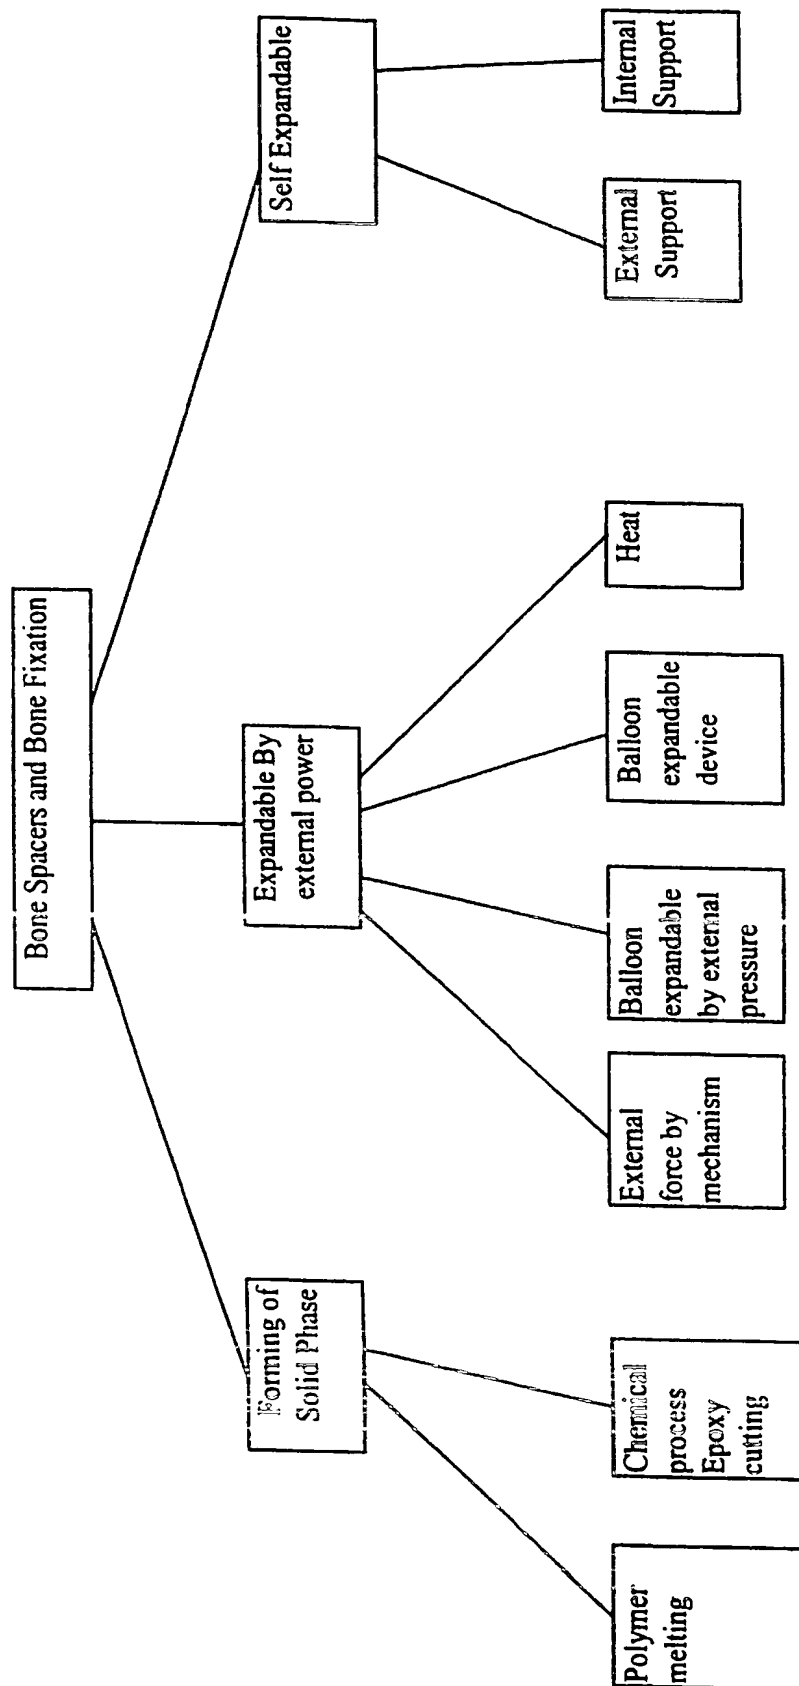 Bone Spacers and Bone Fixation
Forming of
Solid Phase
Expandable By
external power
Self Expandable
Polymer
melting
Chemical
process
Epoxy
cutting
External
force by
mechanism
Balloon
expandable
by external
pressure
Balloon
expandable
device
Heat
External
Support
Internal
Support